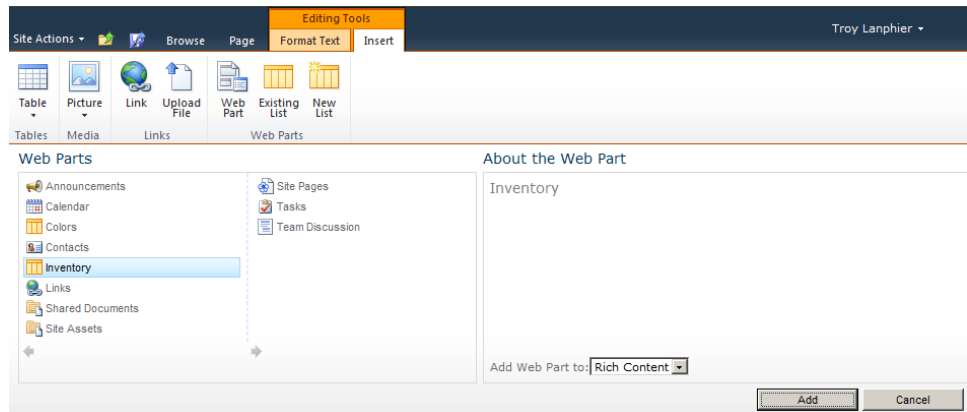 Editing Tools
Troy Lanphier
Site Actions Browse Page Format Text Insert
Table Picture Link Upload File Web Part Existing List New List
Tables Media Links Web Parts
Web Parts
Announcements
Calendar
Colors
Contacts
Inventory
Links
Shared Documents
Site Assets
Site Pages
Tasks
Team Discussion
About the Web Part
Inventory
Add Web Part to: Rich Content
Add Cancel